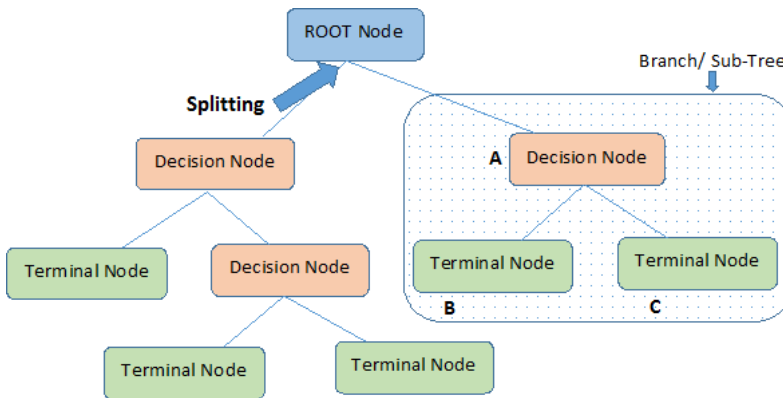 ROOT Node
Branch/ Sub-Tree
Splitting
Decision Node
A
Decision Node
Terminal Node
Decision Node
Terminal Node
Terminal Node
B
C
Terminal Node
Terminal Node